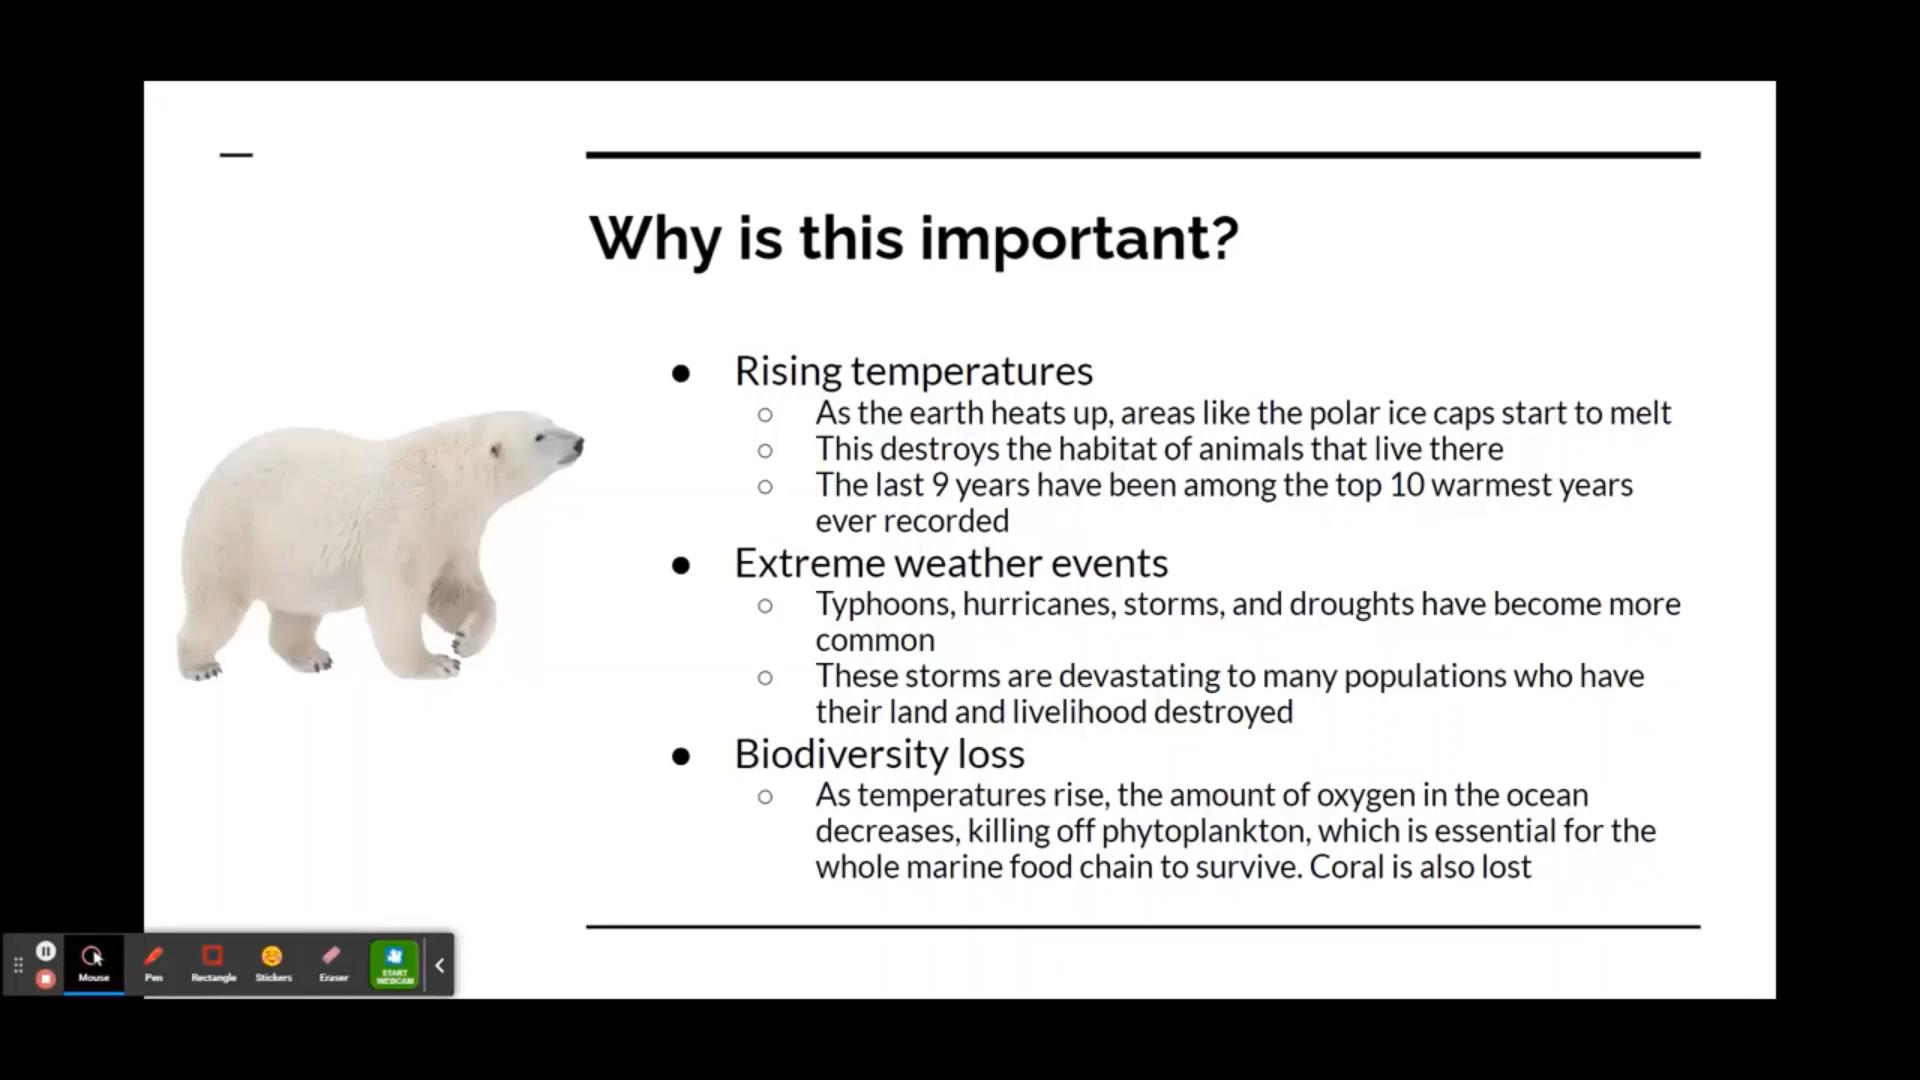 Why is this important?
● Rising temperatures
○ As the earth heats up, areas like the polar ice caps start to melt
○ This destroys the habitat of animals that live there
○ The last 9 years have been among the top 10 warmest years
ever recorded
● Extreme weather events
○ Typhoons, hurricanes, storms, and droughts have become more
common
○ These storms are devastating to many populations who have
their land and livelihood destroyed
● Biodiversity loss
○ As temperatures rise, the amount of oxygen in the ocean
decreases, killing off phytoplankton, which is essential for the
whole marine food chain to survive. Coral is also lost
Mouse
Pen
Rectangle
Stickers
Eraser
START
WEBCAM